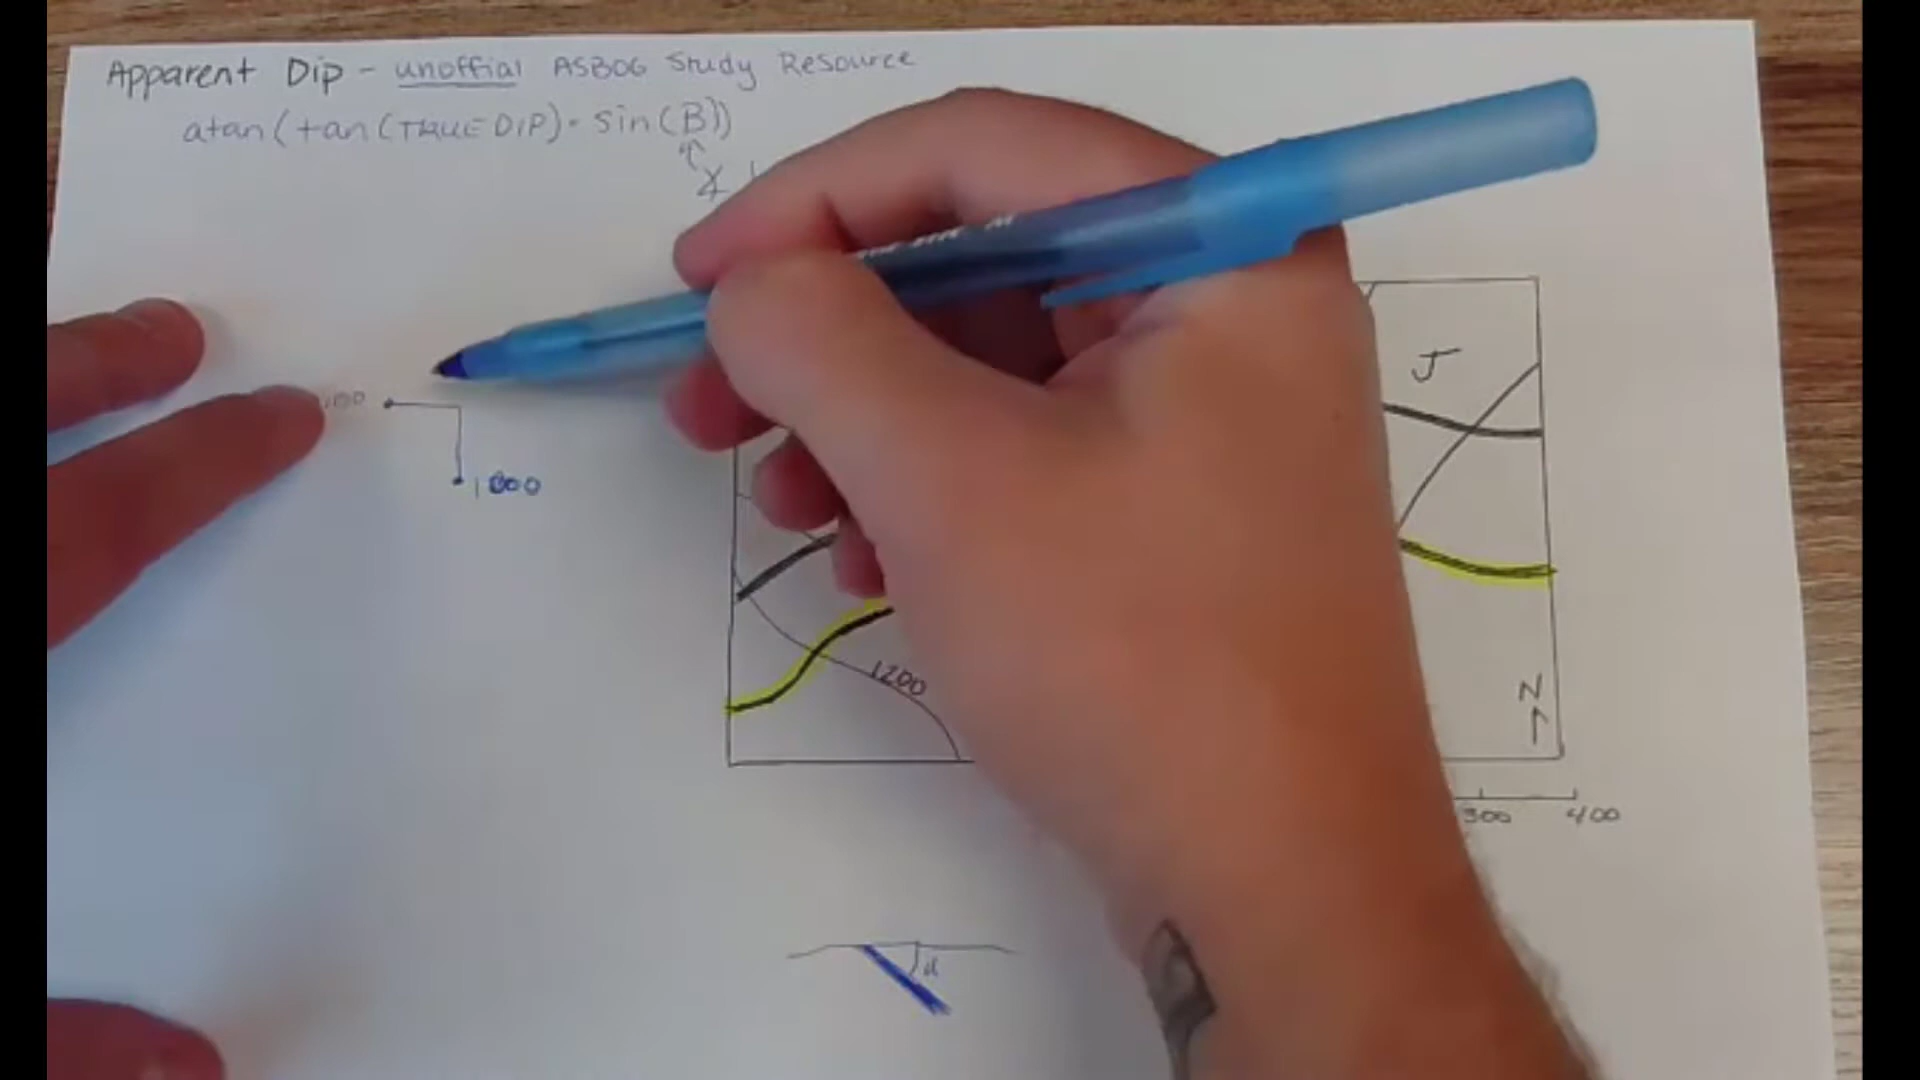 Apparent Dip - unoffial ASBOG Study Resource
atan(tan(TRUE DIP)· sin(B))
1000
J
1200
N
300 400
d